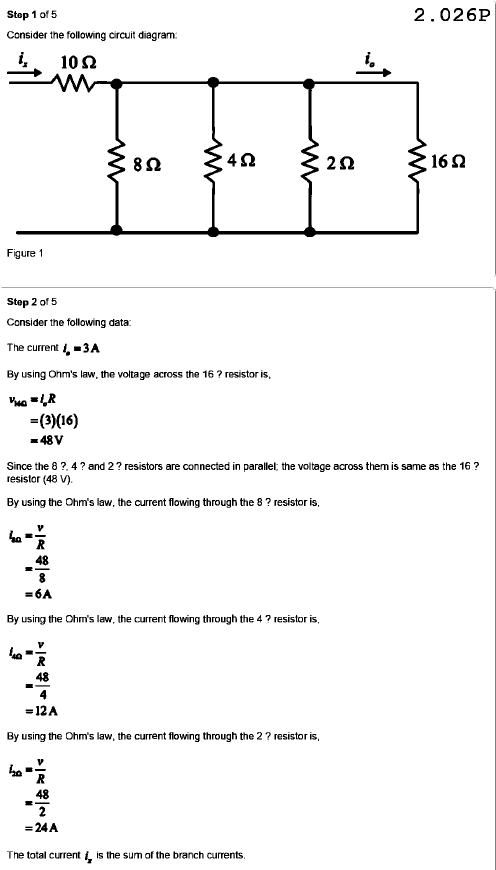 Step 1 of 5
2.026P
Consider the following circuit diagram:
iₓ 10 Ω iₒ
8 Ω 4 Ω 2 Ω 16 Ω
Figure 1
Step 2 of 5
Consider the following data:
The current iₒ = 3 A
By using Ohm's law, the voltage across the 16 ? resistor is,
v₁₆Ω = iₒR
= (3)(16)
= 48 V
Since the 8 ?, 4 ? and 2 ? resistors are connected in parallel; the voltage across them is same as the 16 ?
resistor (48 V).
By using the Ohm's law, the current flowing through the 8 ? resistor is,
i₈Ω = v/R
= 48/8
= 6 A
By using the Ohm's law, the current flowing through the 4 ? resistor is,
i₄Ω = v/R
= 48/4
= 12 A
By using the Ohm's law, the current flowing through the 2 ? resistor is,
i₂Ω = v/R
= 48/2
= 24 A
The total current iₓ is the sum of the branch currents.